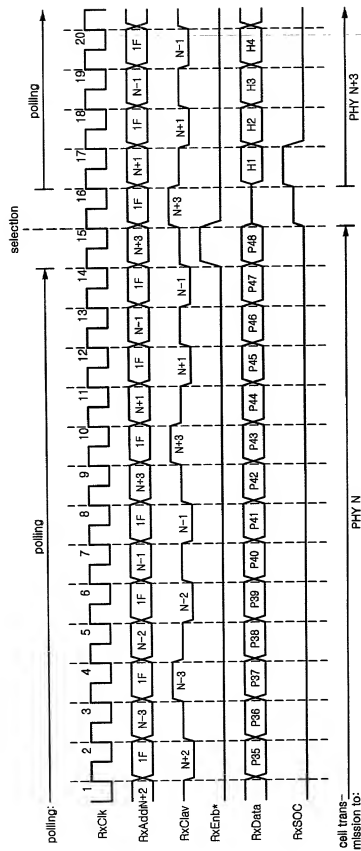 selection
polling: polling polling
1 2 3 4 5 6 7 8 9 10 11 12 13 14 15 16 17 18 19 20
RxClk
RxAddrN+2 1F N−3 1F N−2 1F N−1 1F N+3 1F N+1 1F N−1 1F N+3 1F N+1 1F N−1 1F
RxClav N+2 N−3 N−2 N−1 N+3 N+1 N−1 N+3 N+1 N−1
RxEnb*
RxData P35 P36 P37 P38 P39 P40 P41 P42 P43 P44 P45 P46 P47 P48 H1 H2 H3 H4
RxSOC
cell trans-
mission to: PHY N PHY N+3